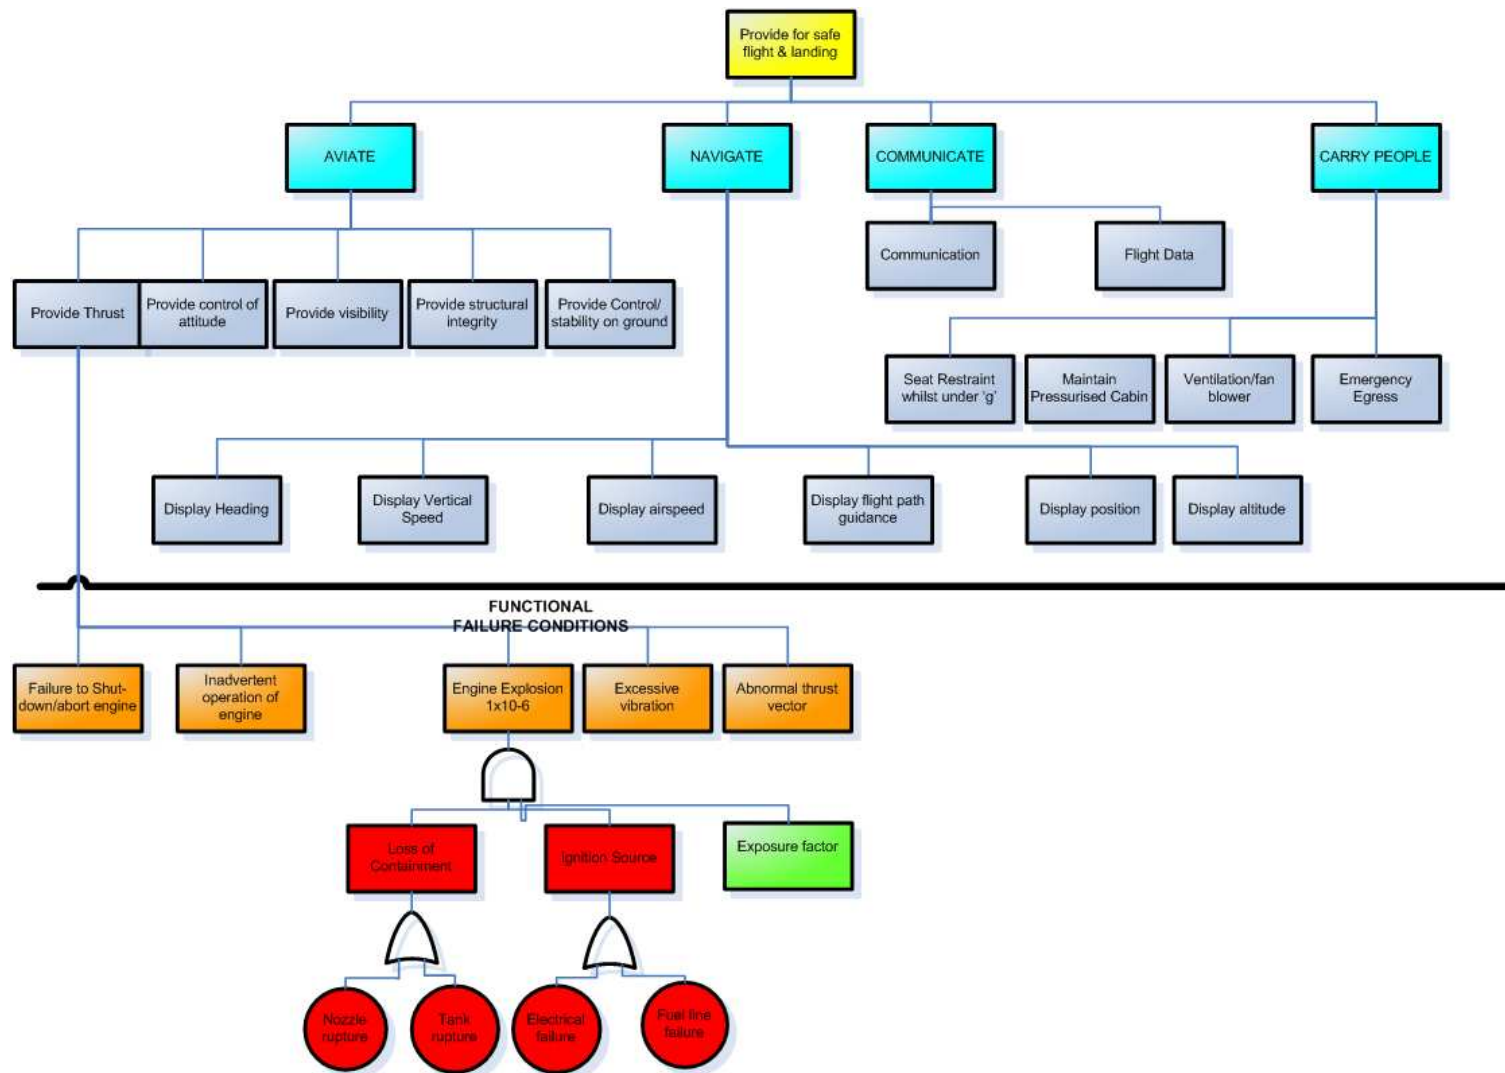 Provide for safe
flight & landing
AVIATE
NAVIGATE
COMMUNICATE
CARRY PEOPLE
Communication
Flight Data
Provide Thrust
Provide control of
attitude
Provide visibility
Provide structural
integrity
Provide Control/
stability on ground
Seat Restraint
whilst under 'g'
Maintain
Pressurised Cabin
Ventilation/fan
blower
Emergency
Egress
Display Heading
Display Vertical
Speed
Display airspeed
Display flight path
guidance
Display position
Display altitude
FUNCTIONAL
FAILURE CONDITIONS
Failure to Shut-
down/abort engine
Inadvertent
operation of
engine
Engine Explosion
1x10-6
Excessive
vibration
Abnormal thrust
vector
Loss of
Containment
Ignition Source
Exposure factor
Nozzle
rupture
Tank
rupture
Electrical
failure
Fuel line
failure